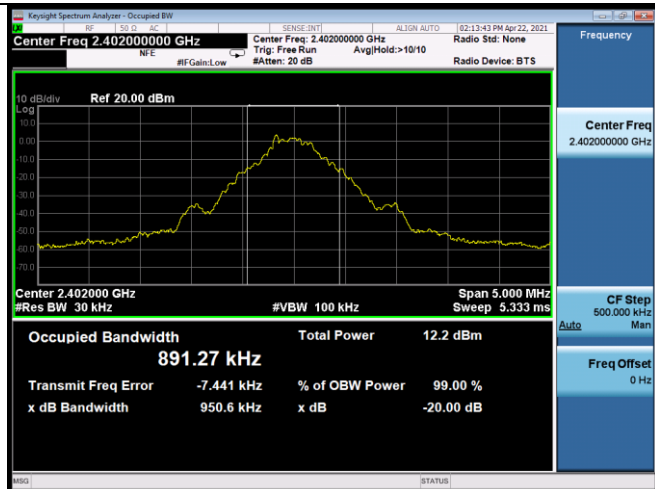 Keysight Spectrum Analyzer - Occupied BW
RF 50 Ω AC SENSE:INT ALIGN AUTO 02:13:43 PM Apr 22, 2021
Center Freq 2.402000000 GHz Center Freq: 2.402000000 GHz Radio Std: None
NFE Trig: Free Run Avg|Hold:>10/10
#IFGain:Low #Atten: 20 dB Radio Device: BTS
10 dB/div Ref 20.00 dBm
Log
10.0
0.00
-10.0
-20.0
-30.0
-40.0
-50.0
-60.0
-70.0
Center 2.402000 GHz Span 5.000 MHz
#Res BW 30 kHz #VBW 100 kHz Sweep 5.333 ms
Occupied Bandwidth Total Power 12.2 dBm
891.27 kHz
Transmit Freq Error -7.441 kHz % of OBW Power 99.00 %
x dB Bandwidth 950.6 kHz x dB -20.00 dB
MSG STATUS
Frequency
Center Freq
2.402000000 GHz
CF Step
500.000 kHz
Auto Man
Freq Offset
0 Hz